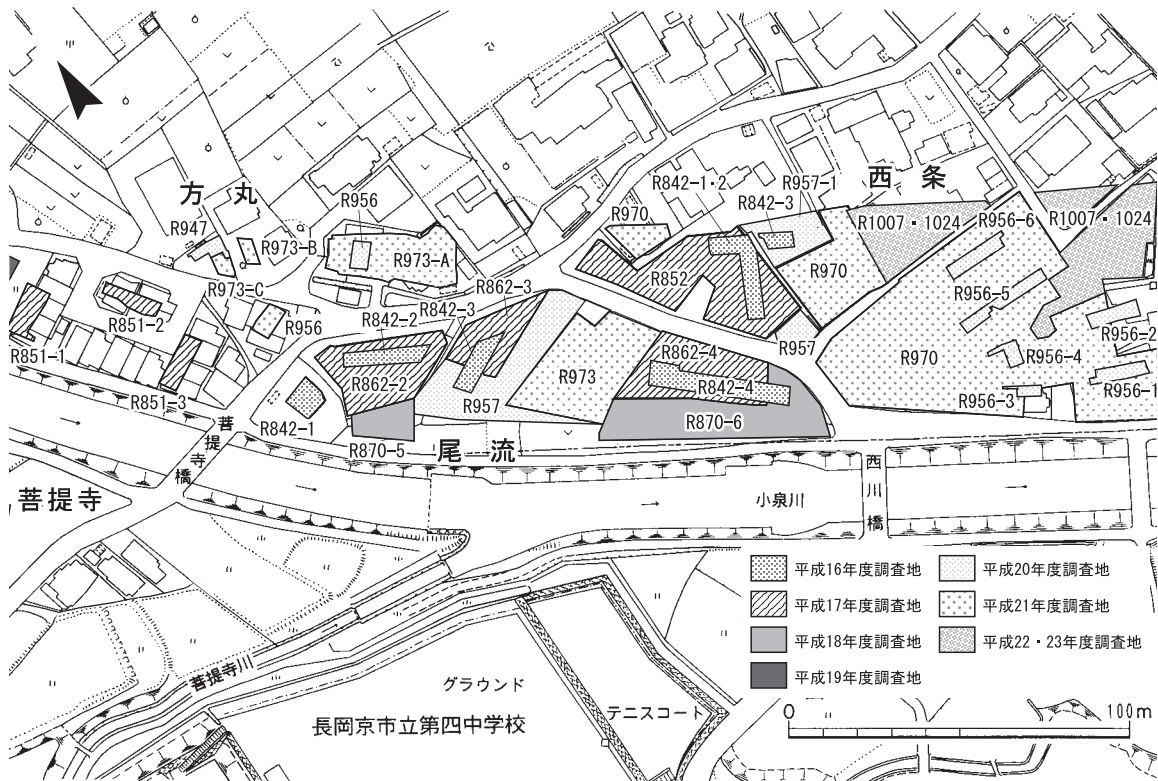 方丸
西条
R947
R973-B
R956
R973-A
R973-C
R956
R970
R842-1・2
R842-3
R957-1
R1007・1024
R956-6
R1007・1024
R852
R970
R956-5
R862-3
R842-3
R842-2
R851-2
R851-1
R851-3
R862-2
R957
R973
R862-4
R842-4
R957
R970
R956-4
R956-2
R956-3
R956-1
R842-1
R870-5
R870-6
尾流
菩提寺橋
菩提寺
小泉川
西川橋
菩提寺川
グラウンド
長岡京市立第四中学校
テニスコート
平成16年度調査地
平成17年度調査地
平成18年度調査地
平成19年度調査地
平成20年度調査地
平成21年度調査地
平成22・23年度調査地
0
100m